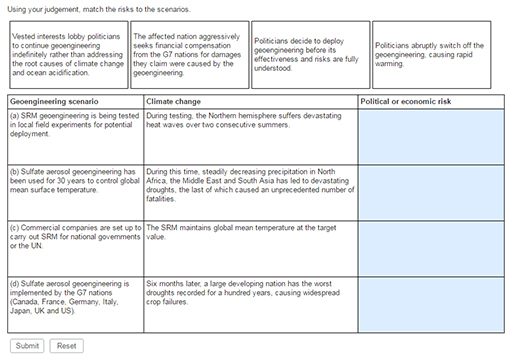 Using your judgement, match the risks to the scenarios.
Vested interests lobby politicians
to continue geoengineering
indefinitely rather than addressing
the root causes of climate change
and ocean acidification.
The affected nation aggressively
seeks financial compensation
from the G7 nations for damages
they claim were caused by the
geoengineering.
Politicians decide to deploy
geoengineering before its
effectiveness and risks are fully
understood.
Politicians abruptly switch off the
geoengineering, causing rapid
warming.
Geoengineering scenario
Climate change
Political or economic risk
(a) SRM geoengineering is being tested
in local field experiments for potential
deployment.
During testing, the Northern hemisphere suffers devastating
heat waves over two consecutive summers.
(b) Sulfate aerosol geoengineering has
been used for 30 years to control global
mean surface temperature.
During this time, steadily decreasing precipitation in North
Africa, the Middle East and South Asia has led to devastating
droughts, the last of which caused an unprecedented number of
fatalities.
(c) Commercial companies are set up to
carry out SRM for national governments
or the UN.
The SRM maintains global mean temperature at the target
value.
(d) Sulfate aerosol geoengineering is
implemented by the G7 nations
(Canada, France, Germany, Italy,
Japan, UK and US).
Six months later, a large developing nation has the worst
droughts recorded for a hundred years, causing widespread
crop failures.
Submit
Reset